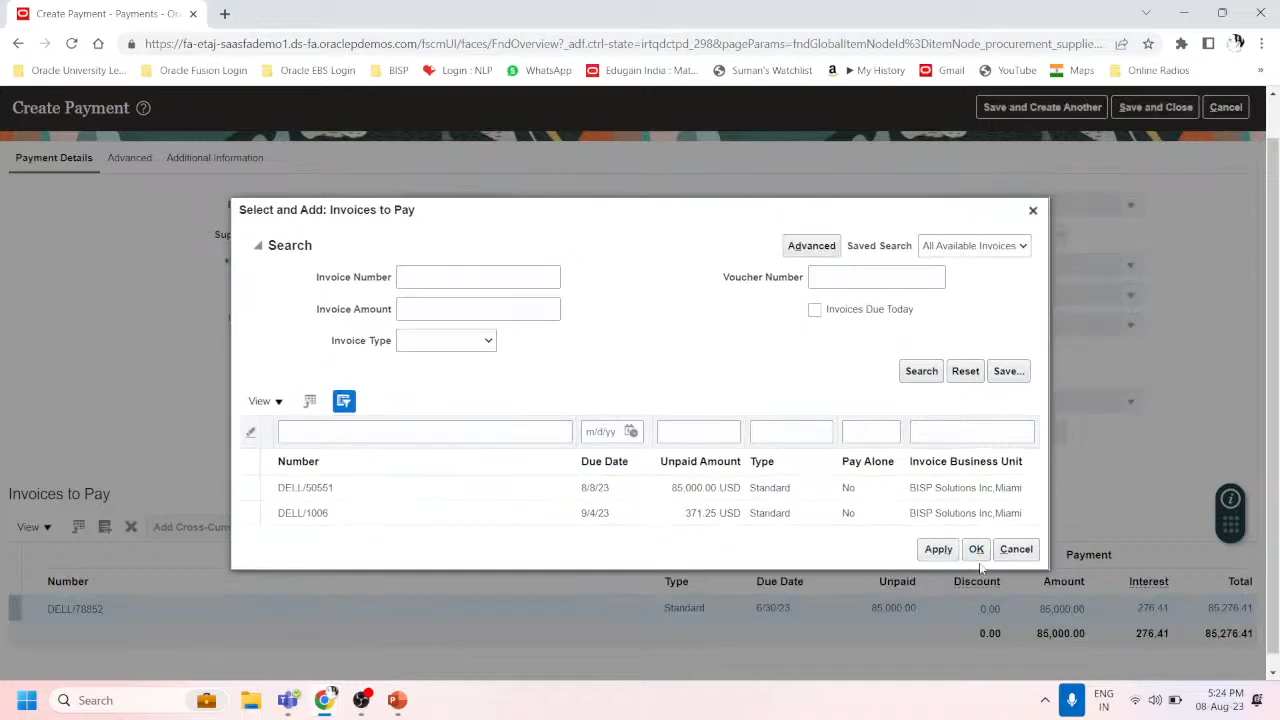 Create Payment - Payments - Ora
https://fa-etaj-saasfademo1.ds-fa.oraclepdemos.com/fscmUI/faces/FndOverview?_adf.ctrl-state=irtqdctpd_298&pageParams=fndGlobalItemNodeId%3DitemNode_procurement_supplie...
Oracle University Le... Oracle Fusion Login Oracle EBS Login BISP Login : NLP WhatsApp Edugain India : Mat... Suman's Watchlist ▶ My History Gmail YouTube Maps Online Radios »
Create Payment ? Save and Create Another Save and Close Cancel
Payment Details Advanced Additional Information
Select and Add: Invoices to Pay
Search Advanced Saved Search All Available Invoices
Invoice Number Voucher Number
Invoice Amount Invoices Due Today
Invoice Type
Search Reset Save...
View
m/d/yy
Number Due Date Unpaid Amount Type Pay Alone Invoice Business Unit
DELL/50551 8/8/23 85,000.00 USD Standard No BISP Solutions Inc,Miami
DELL/1006 9/4/23 371.25 USD Standard No BISP Solutions Inc,Miami
Apply OK Cancel
Invoices to Pay
View Add Cross-Curr
Payment
Number Type Due Date Unpaid Discount Amount Interest Total
DELL/78852 Standard 6/30/23 85,000.00 0.00 85,000.00 276.41 85,276.41
0.00 85,000.00 276.41 85,276.41
Search ENG IN 5:24 PM 08-Aug-23